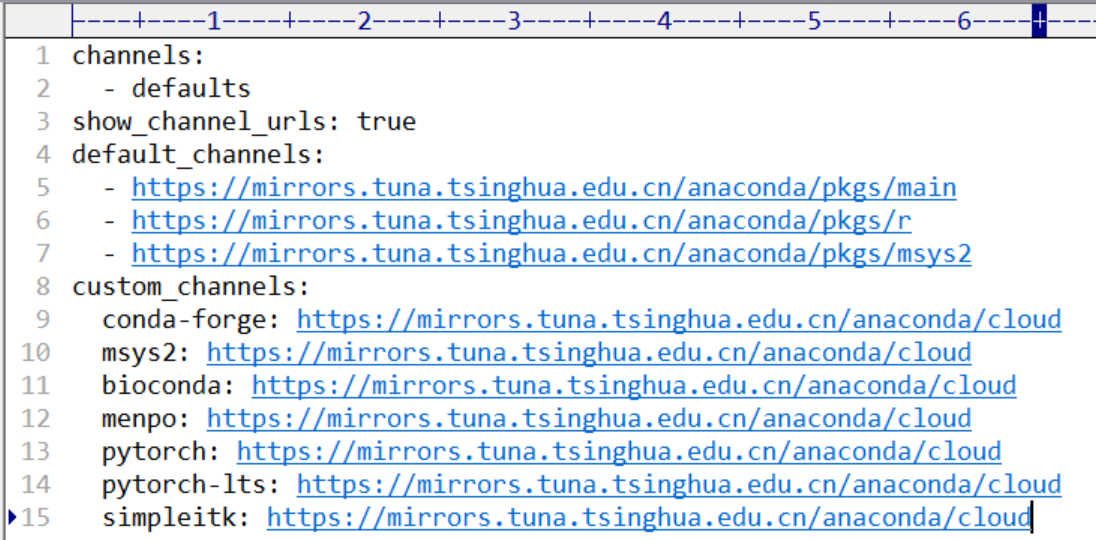 ----+----1----+----2----+----3----+----4----+----5----+----6----+----
1 channels:
2   - defaults
3 show_channel_urls: true
4 default_channels:
5   - https://mirrors.tuna.tsinghua.edu.cn/anaconda/pkgs/main
6   - https://mirrors.tuna.tsinghua.edu.cn/anaconda/pkgs/r
7   - https://mirrors.tuna.tsinghua.edu.cn/anaconda/pkgs/msys2
8 custom_channels:
9   conda-forge: https://mirrors.tuna.tsinghua.edu.cn/anaconda/cloud
10   msys2: https://mirrors.tuna.tsinghua.edu.cn/anaconda/cloud
11   bioconda: https://mirrors.tuna.tsinghua.edu.cn/anaconda/cloud
12   menpo: https://mirrors.tuna.tsinghua.edu.cn/anaconda/cloud
13   pytorch: https://mirrors.tuna.tsinghua.edu.cn/anaconda/cloud
14   pytorch-lts: https://mirrors.tuna.tsinghua.edu.cn/anaconda/cloud
15   simpleitk: https://mirrors.tuna.tsinghua.edu.cn/anaconda/cloud